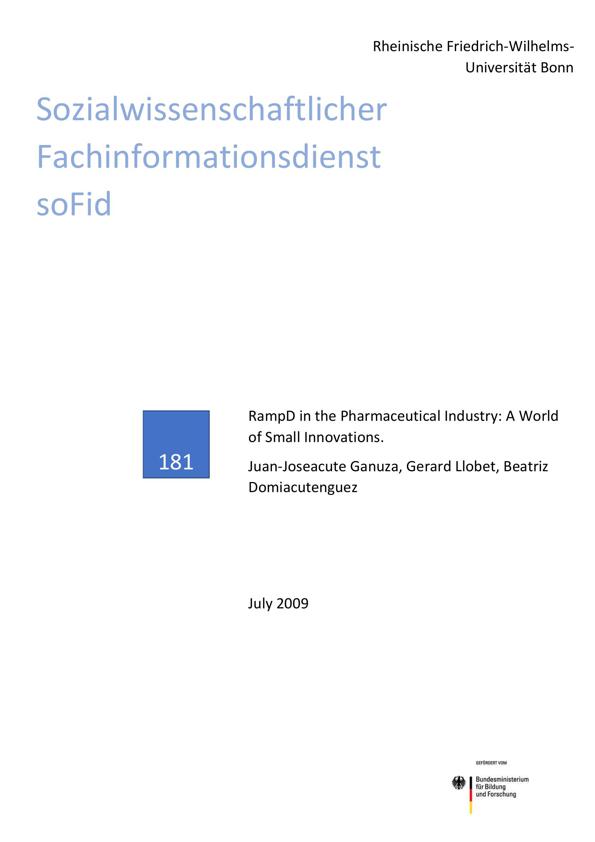 Rheinische Friedrich-Wilhelms-
Universität Bonn
Sozialwissenschaftlicher
Fachinformationsdienst
soFid
181
RampD in the Pharmaceutical Industry: A World
of Small Innovations.
Juan-Joseacute Ganuza, Gerard Llobet, Beatriz
Domiacutenguez
July 2009
GEFÖRDERT VOM
Bundesministerium
für Bildung
und Forschung